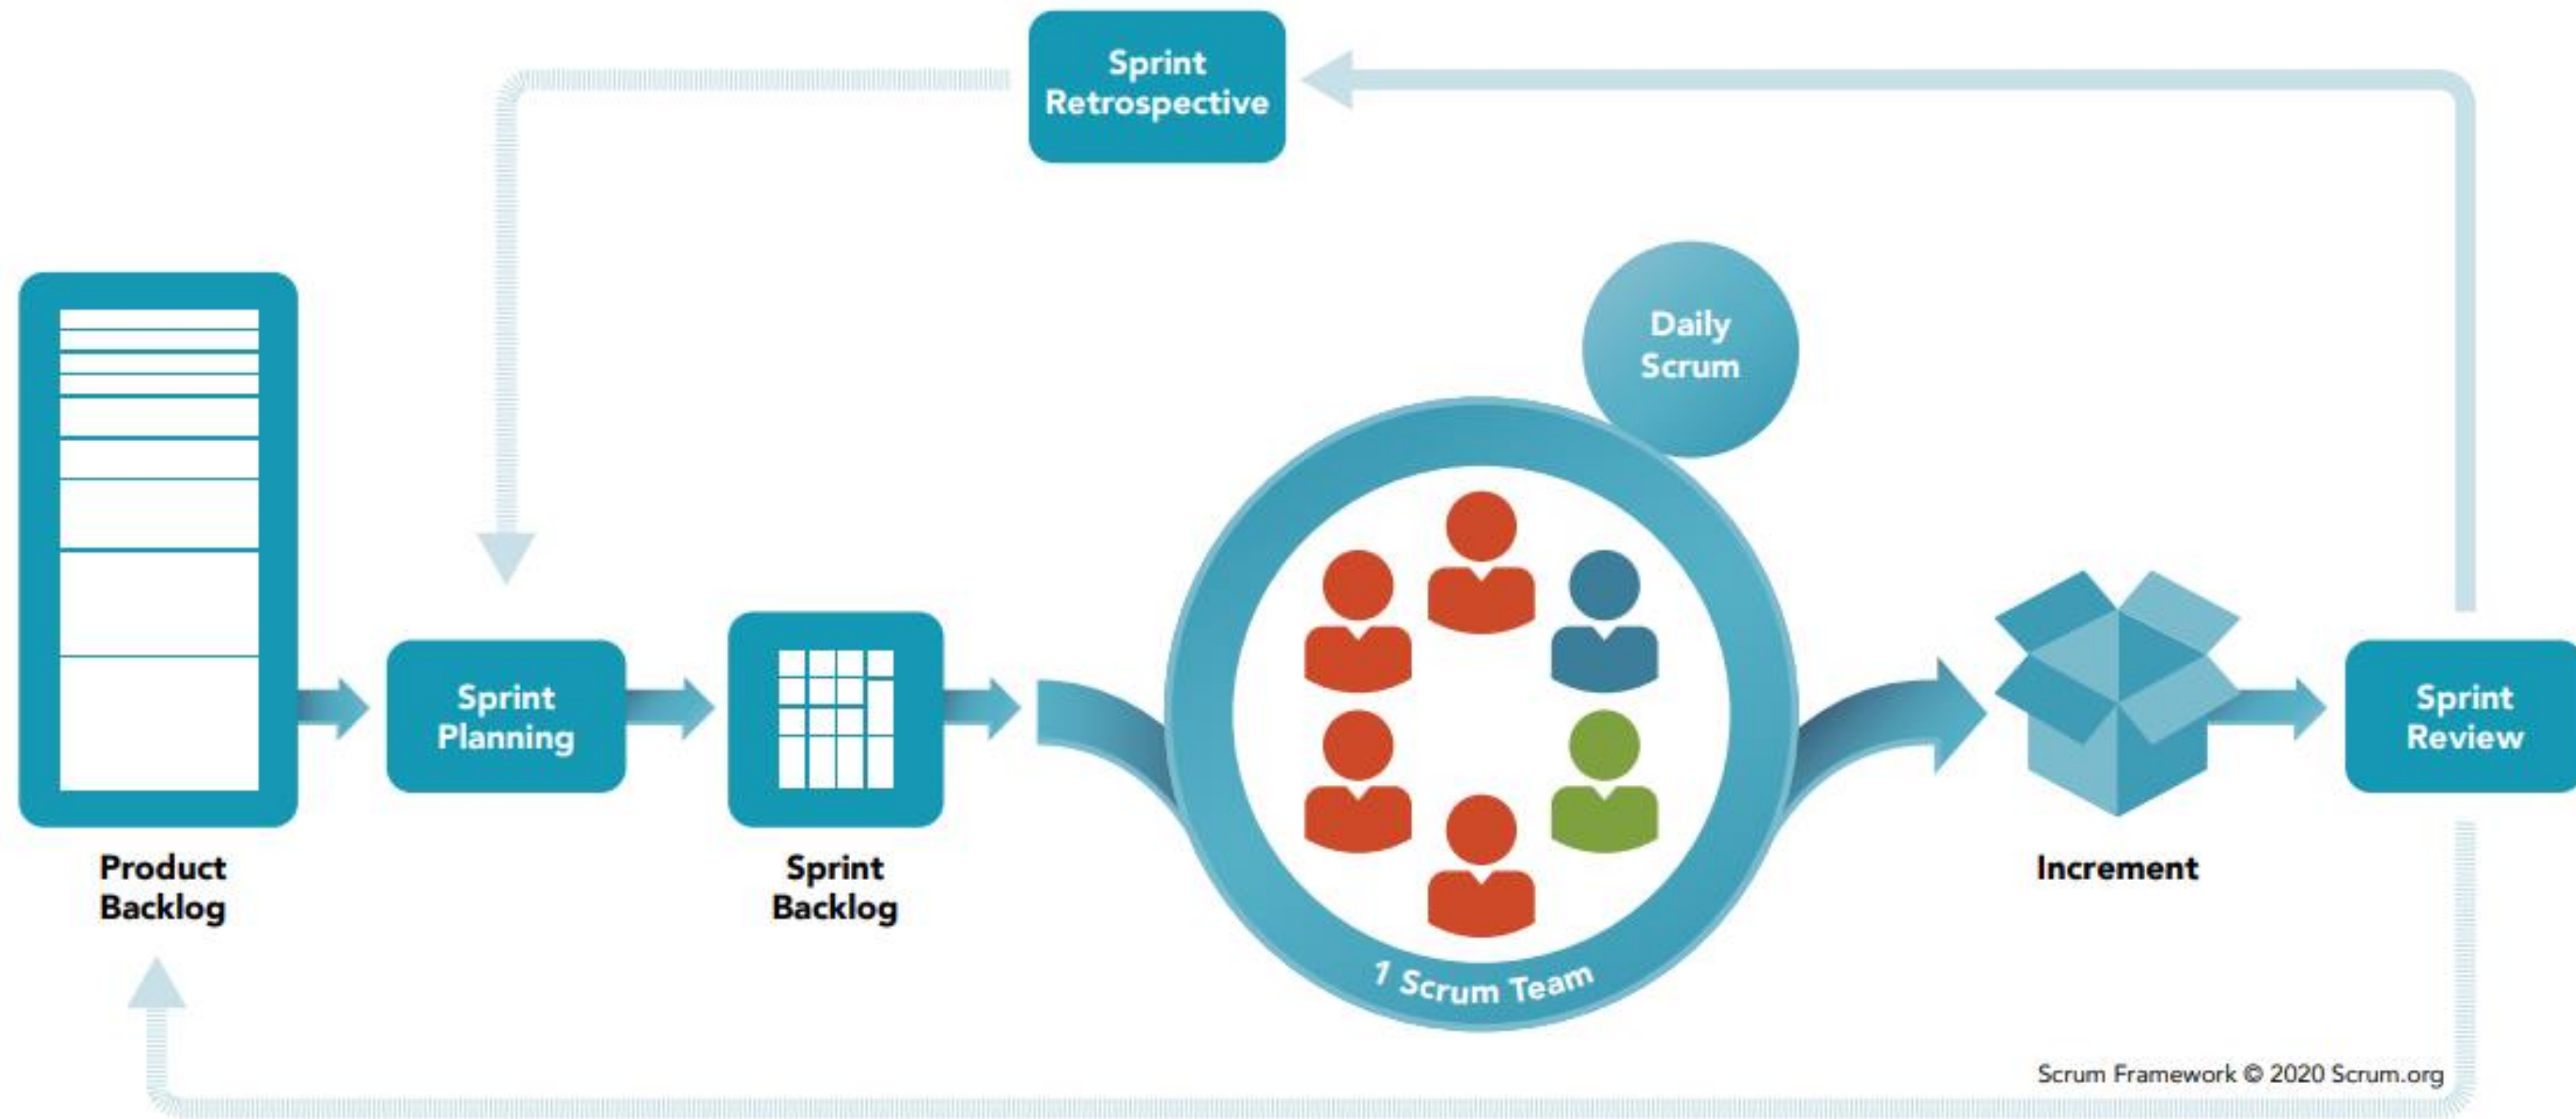 Sprint
Retrospective
Daily
Scrum
Sprint
Planning
Sprint
Review
Product
Backlog
Sprint
Backlog
Increment
1 Scrum Team
Scrum Framework © 2020 Scrum.org